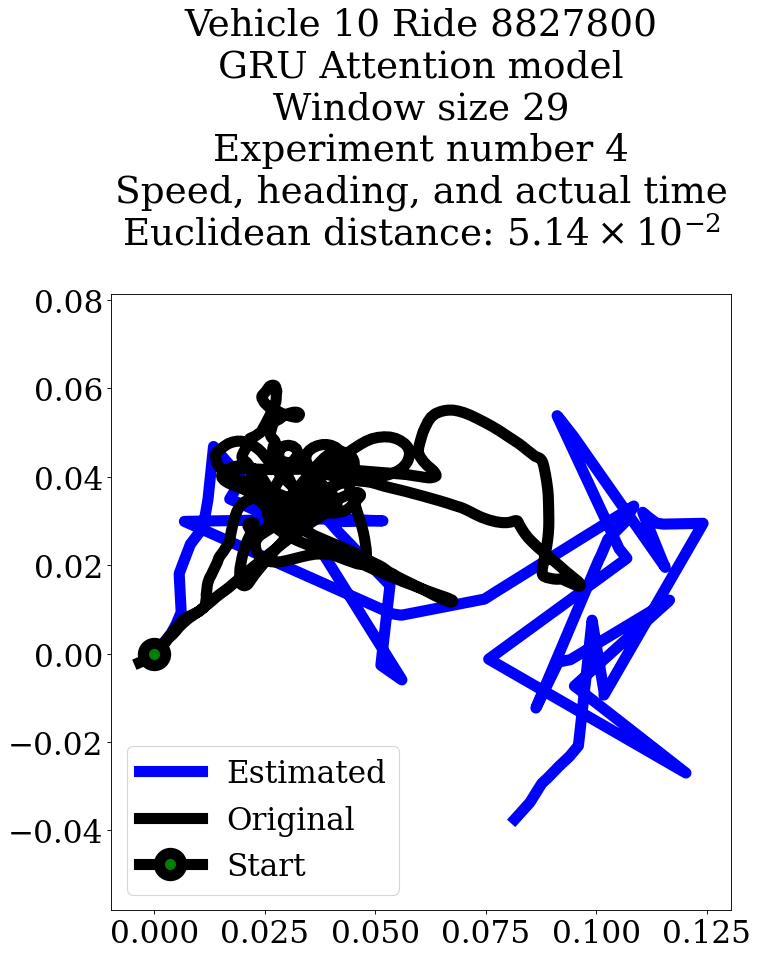 Vehicle 10 Ride 8827800
GRU Attention model
Window size 29
Experiment number 4
Speed, heading, and actual time
Euclidean distance: 5.14 × 10⁻²
0.08
0.06
0.04
0.02
0.00
−0.02
−0.04
Estimated
Original
Start
0.000 0.025 0.050 0.075 0.100 0.125